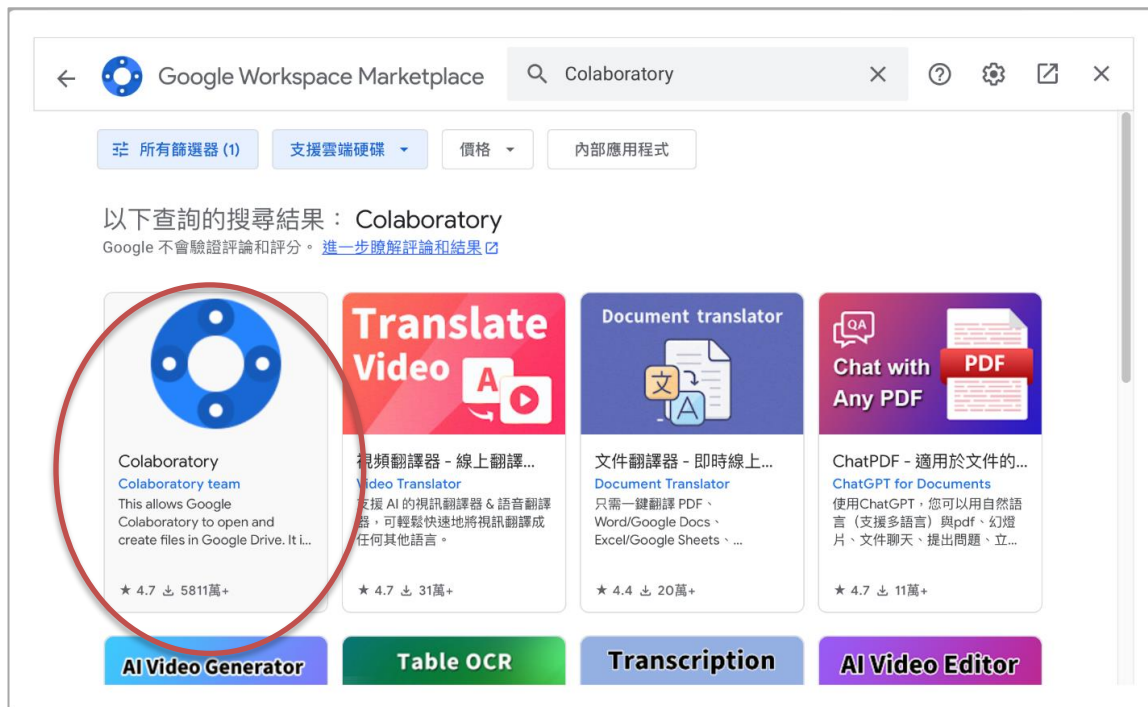 Google Workspace Marketplace
Colaboratory
所有篩選器 (1)
支援雲端硬碟
價格
內部應用程式
以下查詢的搜尋結果： Colaboratory
Google 不會驗證評論和評分。 進一步瞭解評論和結果
Colaboratory
Colaboratory team
This allows Google
Colaboratory to open and
create files in Google Drive. It i...
★ 4.7 5811萬+
Translate
Video
A
視頻翻譯器 - 線上翻譯...
Video Translator
支援 AI 的視訊翻譯器 & 語音翻譯
器，可輕鬆快速地將視訊翻譯成
任何其他語言。
★ 4.7 31萬+
Document translator
文
A
文件翻譯器 - 即時線上...
Document Translator
只需一鍵翻譯 PDF、
Word/Google Docs、
Excel/Google Sheets、...
★ 4.4 20萬+
QA
Chat with
Any PDF
PDF
ChatPDF - 適用於文件的...
ChatGPT for Documents
使用ChatGPT，您可以用自然語
言（支援多語言）與pdf、幻燈
片、文件聊天、提出問題、立...
★ 4.7 11萬+
AI Video Generator
Table OCR
Transcription
AI Video Editor